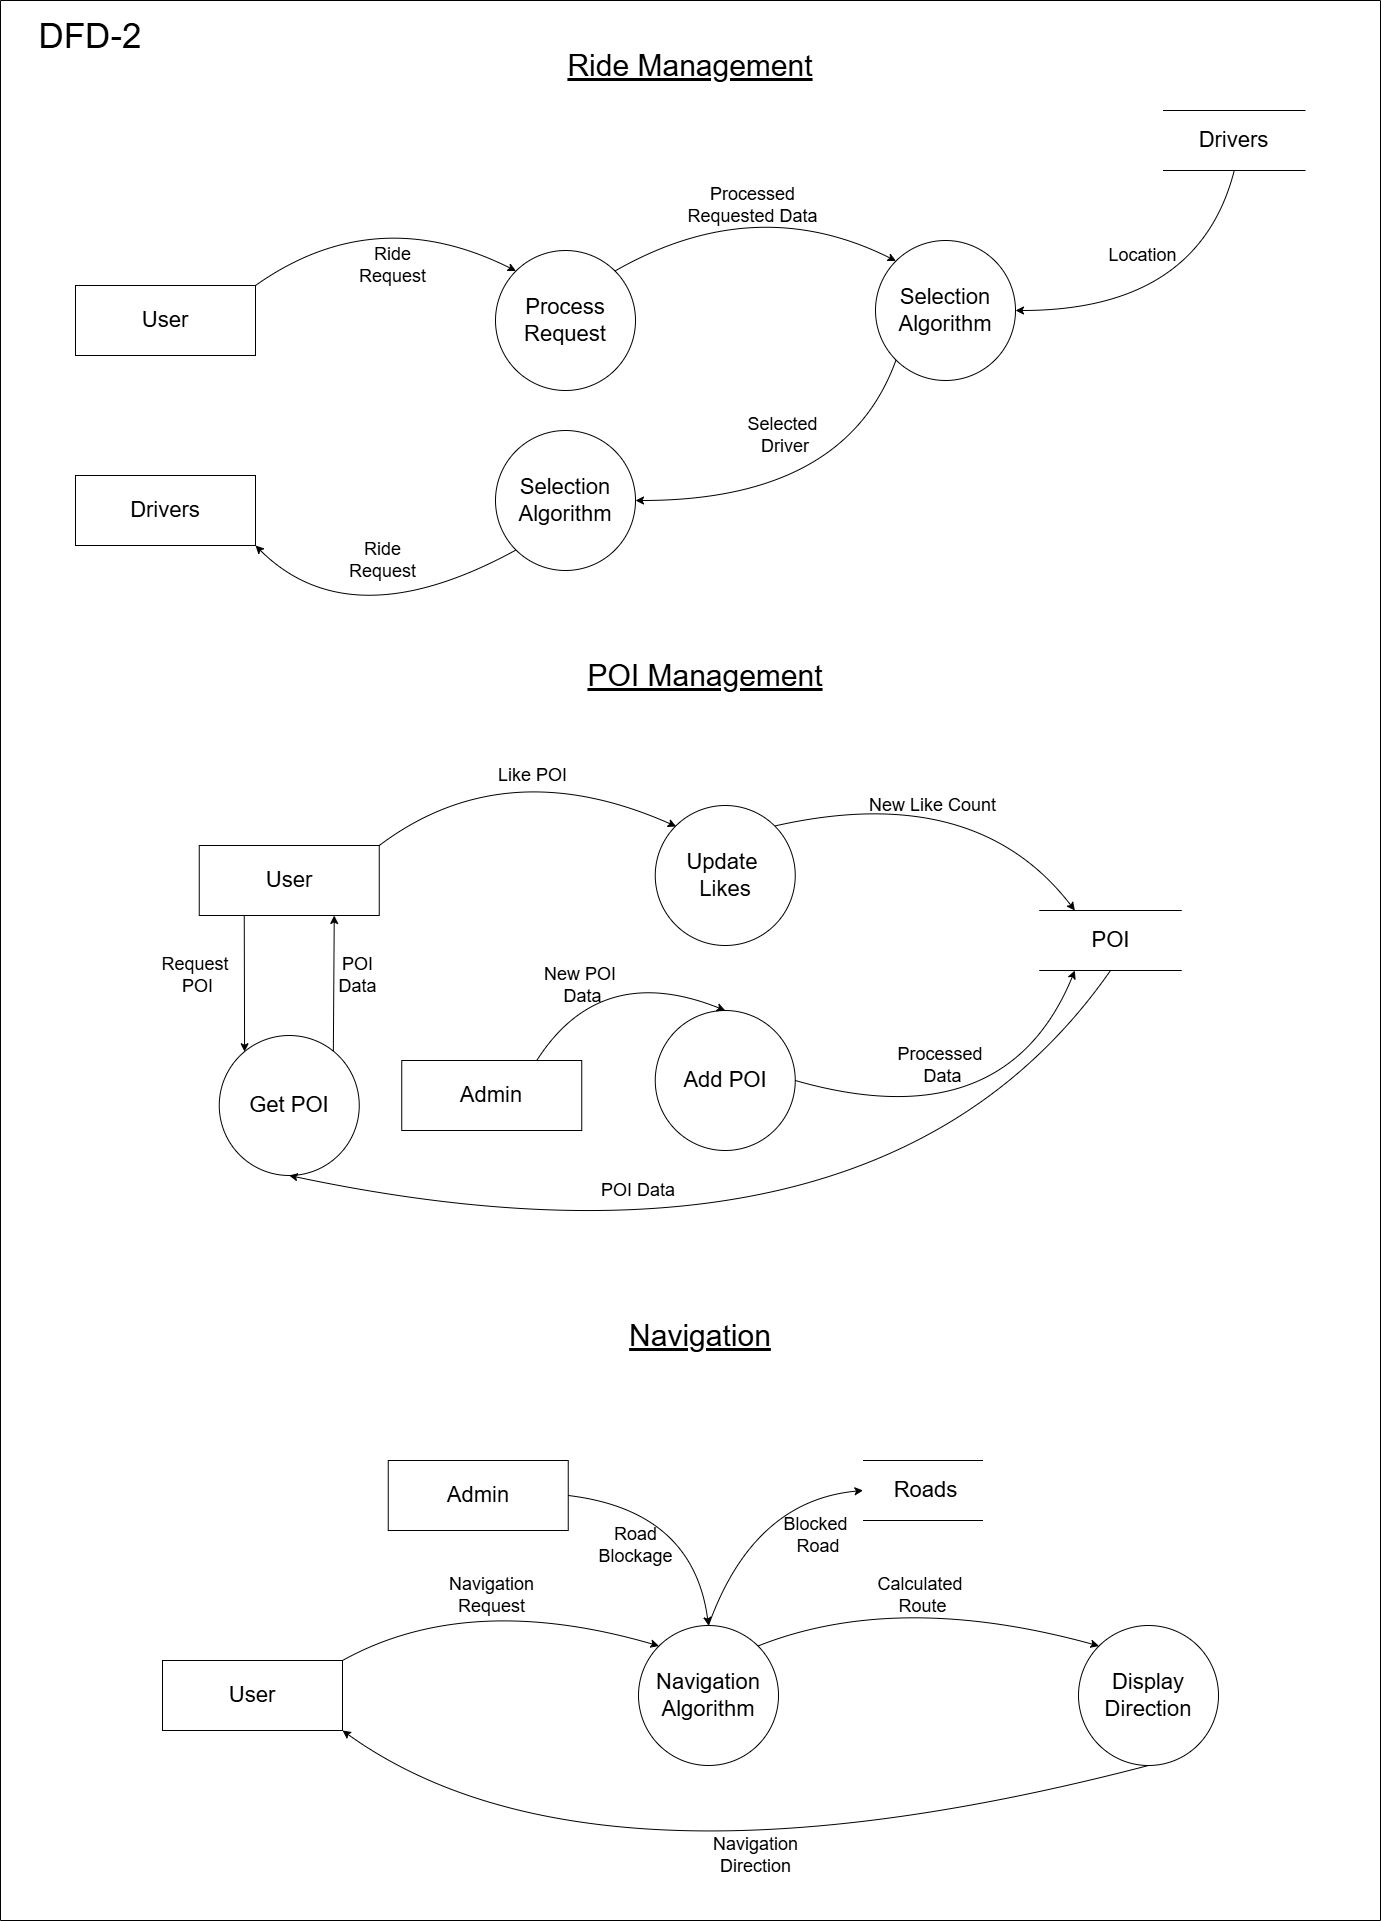 DFD-2
Ride Management
Drivers
Processed
Requested Data
Ride
Request
Location
User
Process
Request
Selection
Algorithm
Selected
Driver
Drivers
Selection
Algorithm
Ride
Request
POI Management
Like POI
New Like Count
User
Update
Likes
POI
Request
POI
POI
Data
New POI
Data
Processed
Data
Get POI
Admin
Add POI
POI Data
Navigation
Admin
Roads
Road
Blockage
Blocked
Road
Navigation
Request
Calculated
Route
User
Navigation
Algorithm
Display
Direction
Navigation
Direction